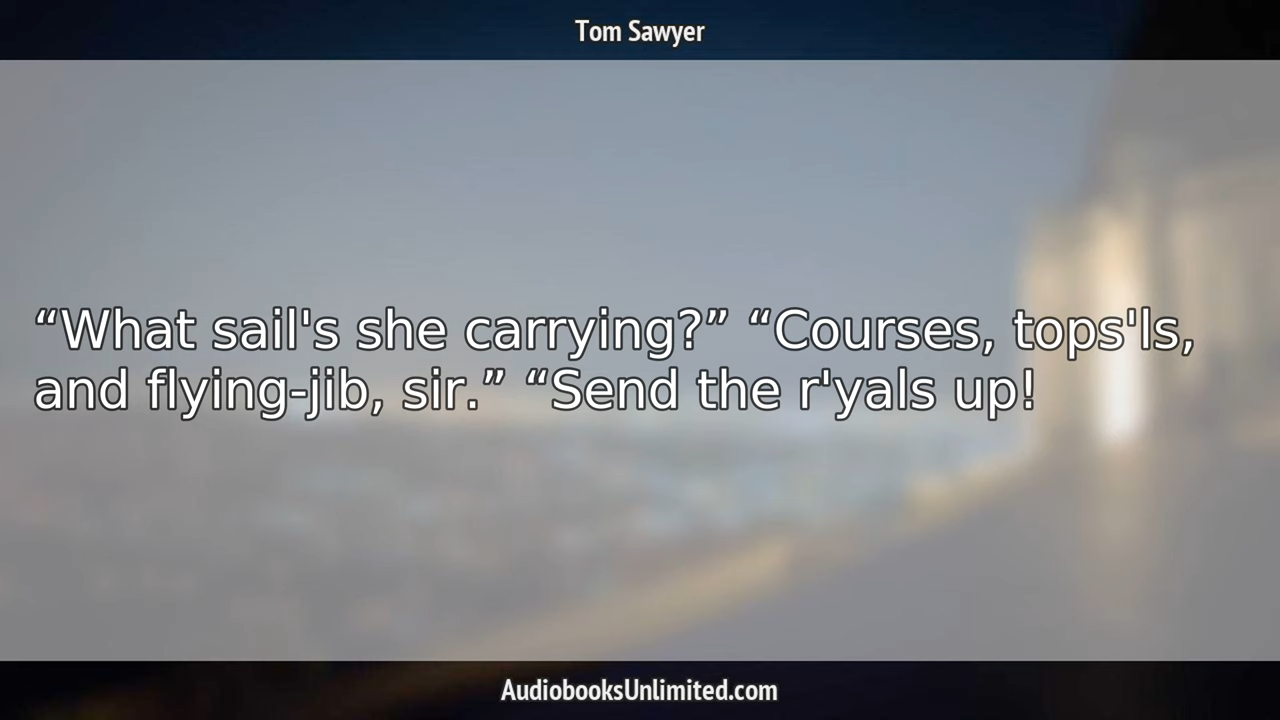 Tom Sawyer
“What sail's she carrying?” “Courses, tops'ls,
and flying-jib, sir.” “Send the r'yals up!
AudiobooksUnlimited.com